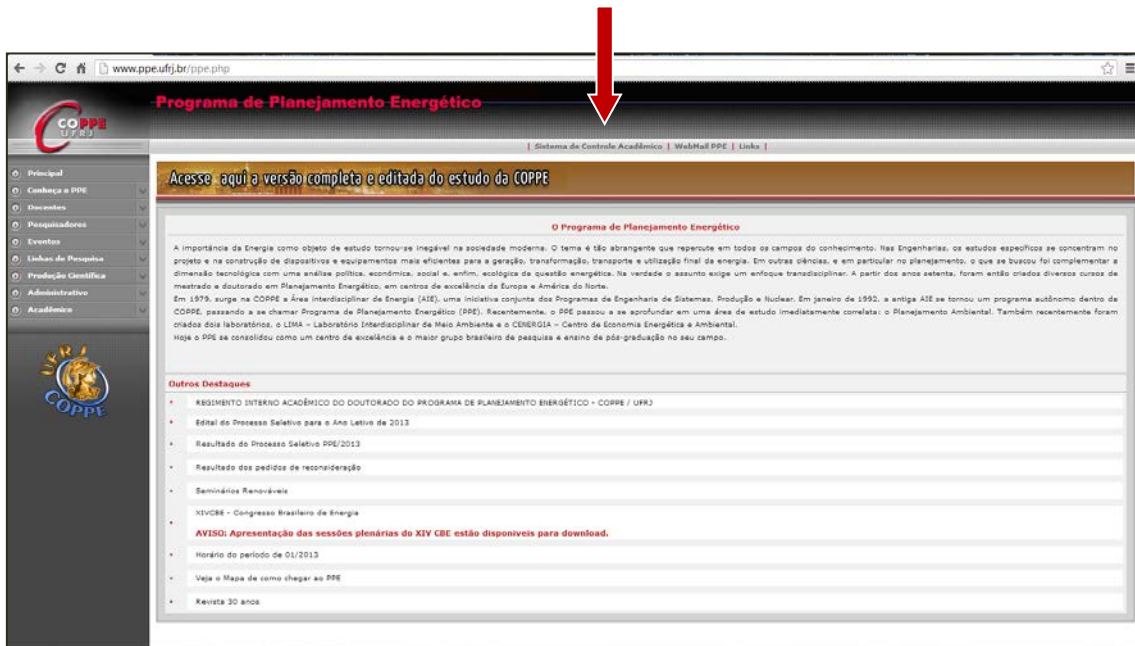 www.ppe.ufrj.br/ppe.php
Programa de Planejamento Energético
COPPE
UFRJ
| Sistema de Controle Acadêmico | WebMail PPE | Links |
Principal
Conheça o PPE
Docentes
Pesquisadores
Eventos
Linhas de Pesquisa
Produção Científica
Administrativo
Acadêmico
UFRJ
COPPE
Acesse aqui a versão completa e editada do estudo da COPPE
O Programa de Planejamento Energético
A importância da Energia como objeto de estudo tornou-se inegável na sociedade moderna. O tema é tão abrangente que repercute em todos os campos do conhecimento. Nas Engenharias, os estudos específicos se concentram no
projeto e na construção de dispositivos e equipamentos mais eficientes para a geração, transformação, transporte e utilização final da energia. Em outras ciências, e em particular no planejamento, o que se buscou foi complementar a
dimensão tecnológica com uma análise política, econômica, social e, enfim, ecológica da questão energética. Na verdade o assunto exige um enfoque transdisciplinar. A partir dos anos setenta, foram então criados diversos cursos de
mestrado e doutorado em Planejamento Energético, em centros de excelência da Europa e América do Norte.
Em 1979, surge na COPPE a Área Interdisciplinar de Energia (AIE), uma iniciativa conjunta dos Programas de Engenharia de Sistemas, Produção e Nuclear. Em janeiro de 1992, a antiga AIE se tornou um programa autônomo dentro da
COPPE, passando a se chamar Programa de Planejamento Energético (PPE). Recentemente, o PPE passou a se aprofundar em uma área de estudo imediatamente correlata: o Planejamento Ambiental. Também recentemente foram
criados dois laboratórios, o LIMA – Laboratório Interdisciplinar de Meio Ambiente e o CENERGIA – Centro de Economia Energética e Ambiental.
Hoje o PPE se consolidou como um centro de excelência e o maior grupo brasileiro de pesquisa e ensino de pós-graduação no seu campo.
Outros Destaques
REGIMENTO INTERNO ACADÊMICO DO DOUTORADO DO PROGRAMA DE PLANEJAMENTO ENERGÉTICO - COPPE / UFRJ
Edital do Processo Seletivo para o Ano Letivo de 2013
Resultado do Processo Seletivo PPE/2013
Resultado dos pedidos de reconsideração
Seminários Renováveis
XIVCBE - Congresso Brasileiro de Energia
AVISO: Apresentação das sessões plenárias do XIV CBE estão disponíveis para download.
Horário do período de 01/2013
Veja o Mapa de como chegar ao PPE
Revista 30 anos